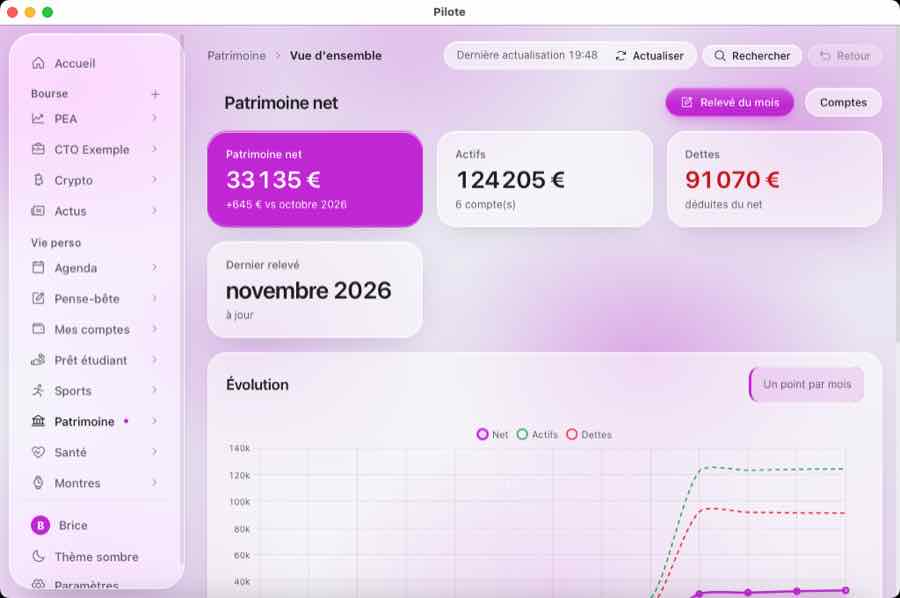 Pilote
Accueil
Bourse
PEA
CTO Exemple
Crypto
Actus
Vie perso
Agenda
Pense-bête
Mes comptes
Prêt étudiant
Sports
Patrimoine
Santé
Montres
B Brice
Thème sombre
Paramètres
Patrimoine > Vue d'ensemble
Dernière actualisation 19:48 Actualiser
Rechercher
Retour
Patrimoine net
Relevé du mois
Comptes
Patrimoine net
33 135 €
+645 € vs octobre 2026
Actifs
124 205 €
6 compte(s)
Dettes
91 070 €
déduites du net
Dernier relevé
novembre 2026
à jour
Évolution
Un point par mois
Net Actifs Dettes
140k
120k
100k
80k
60k
40k